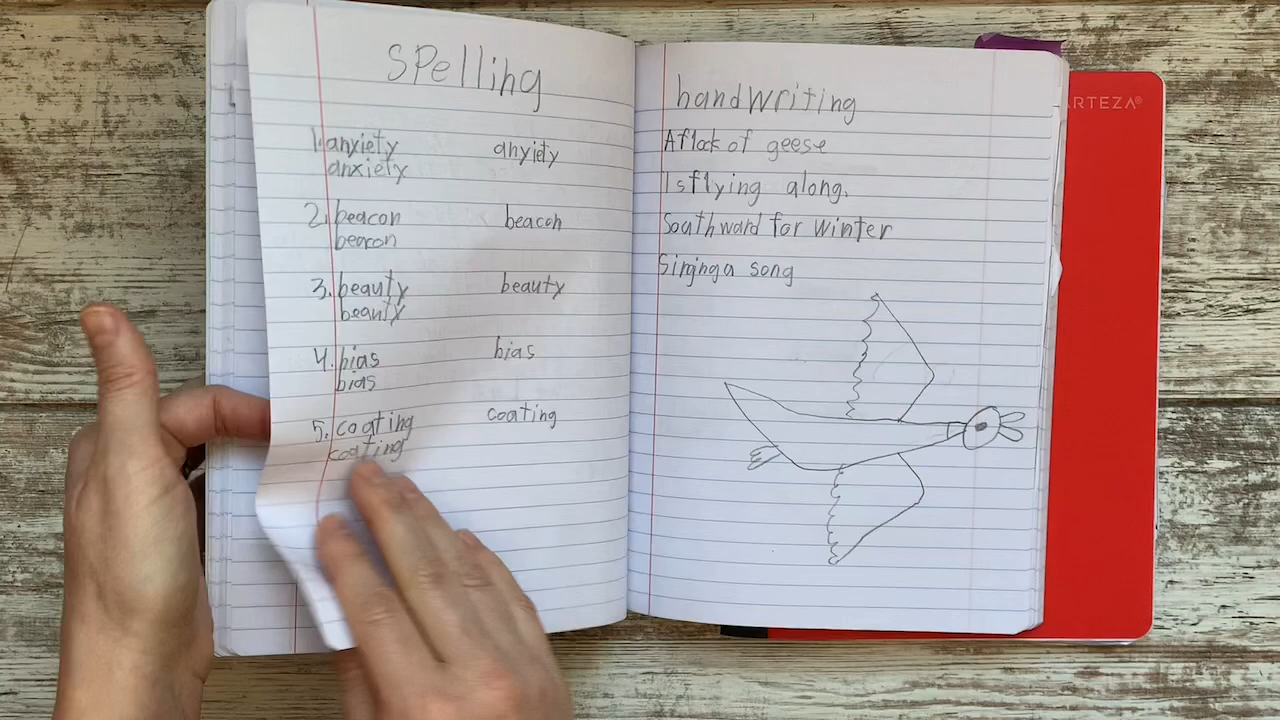 spelling
1. anxiety anyiety
anxiety
2. beacon beacon
beacon
3. beauty beauty
beauty
4. bias bias
bias
5. coating coating
coating
handwriting
A flock of geese
Is flying along.
Southward for winter
Singing a song
ARTEZA®